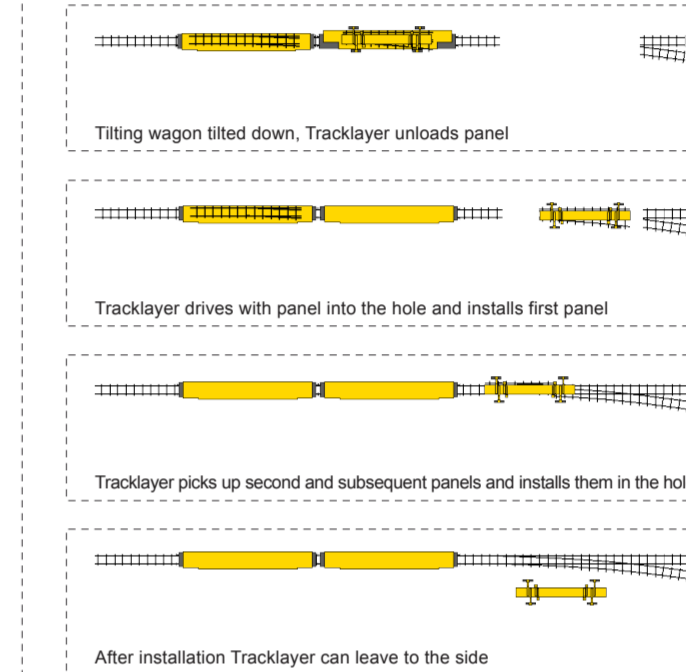 Tilting wagon tilted down, Tracklayer unloads panel
Tracklayer drives with panel into the hole and installs first panel
Tracklayer picks up second and subsequent panels and installs them in the hol
After installation Tracklayer can leave to the side